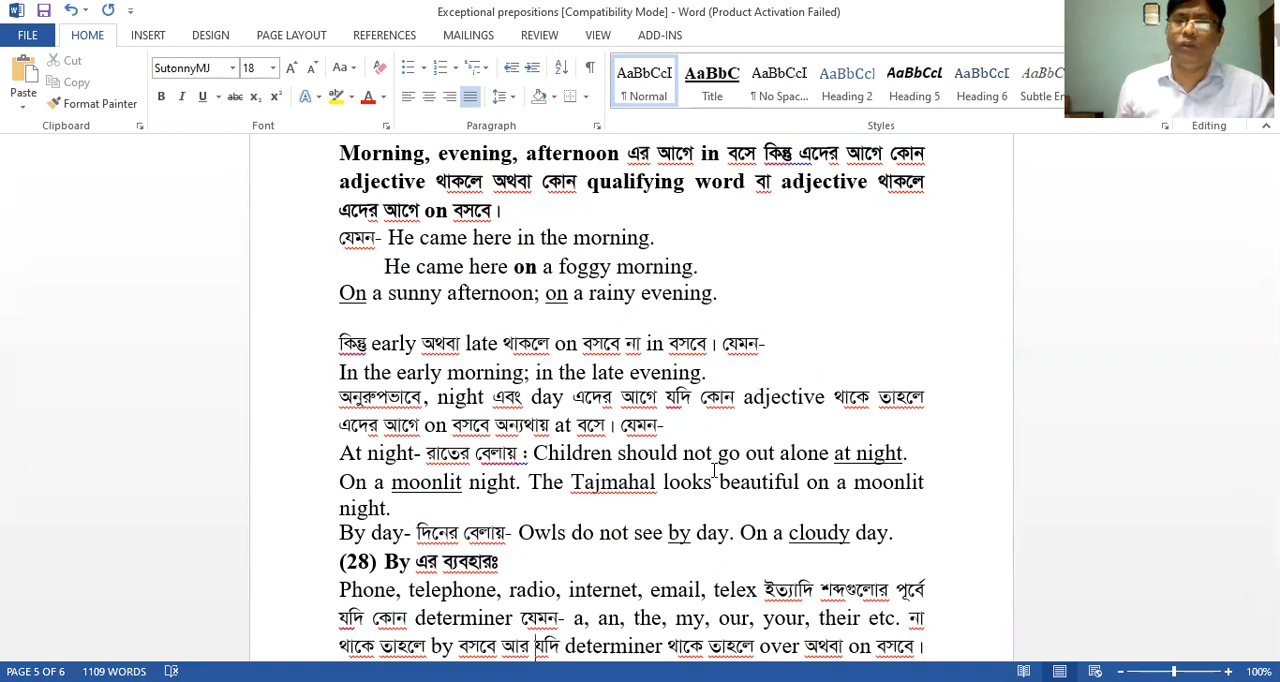 Exceptional prepositions [Compatibility Mode] - Word (Product Activation Failed)
FILE HOME INSERT DESIGN PAGE LAYOUT REFERENCES MAILINGS REVIEW VIEW ADD-INS
Cut
Copy
Format Painter
Paste
SutonnyMJ 18
AaBbCcI AaBbC AaBbCcI AaBbCcI AaBbCcL AaBbCcI AaBbCcI
¶ Normal Title ¶ No Spac... Heading 2 Heading 5 Heading 6 Subtle En
Clipboard Font Paragraph Styles Editing
Morning, evening, afternoon এর আগে in বসে কিন্তু এদের আগে কোন
adjective থাকলে অথবা কোন qualifying word বা adjective থাকলে
এদের আগে on বসবে।
যেমন- He came here in the morning.
He came here on a foggy morning.
On a sunny afternoon; on a rainy evening.
কিন্তু early অথবা late থাকলে on বসবে না in বসবে। যেমন-
In the early morning; in the late evening.
অনুরুপভাবে, night এবং day এদের আগে যদি কোন adjective থাকে তাহলে
এদের আগে on বসবে অন্যথায় at বসে। যেমন-
At night- রাতের বেলায় : Children should not go out alone at night.
On a moonlit night. The Tajmahal looks beautiful on a moonlit
night.
By day- দিনের বেলায়- Owls do not see by day. On a cloudy day.
(28) By এর ব্যবহারঃ
Phone, telephone, radio, internet, email, telex ইত্যাদি শব্দগুলোর পূর্বে
যদি কোন determiner যেমন- a, an, the, my, our, your, their etc. না
থাকে তাহলে by বসবে আর যদি determiner থাকে তাহলে over অথবা on বসবে।
PAGE 5 OF 6 1109 WORDS 100%